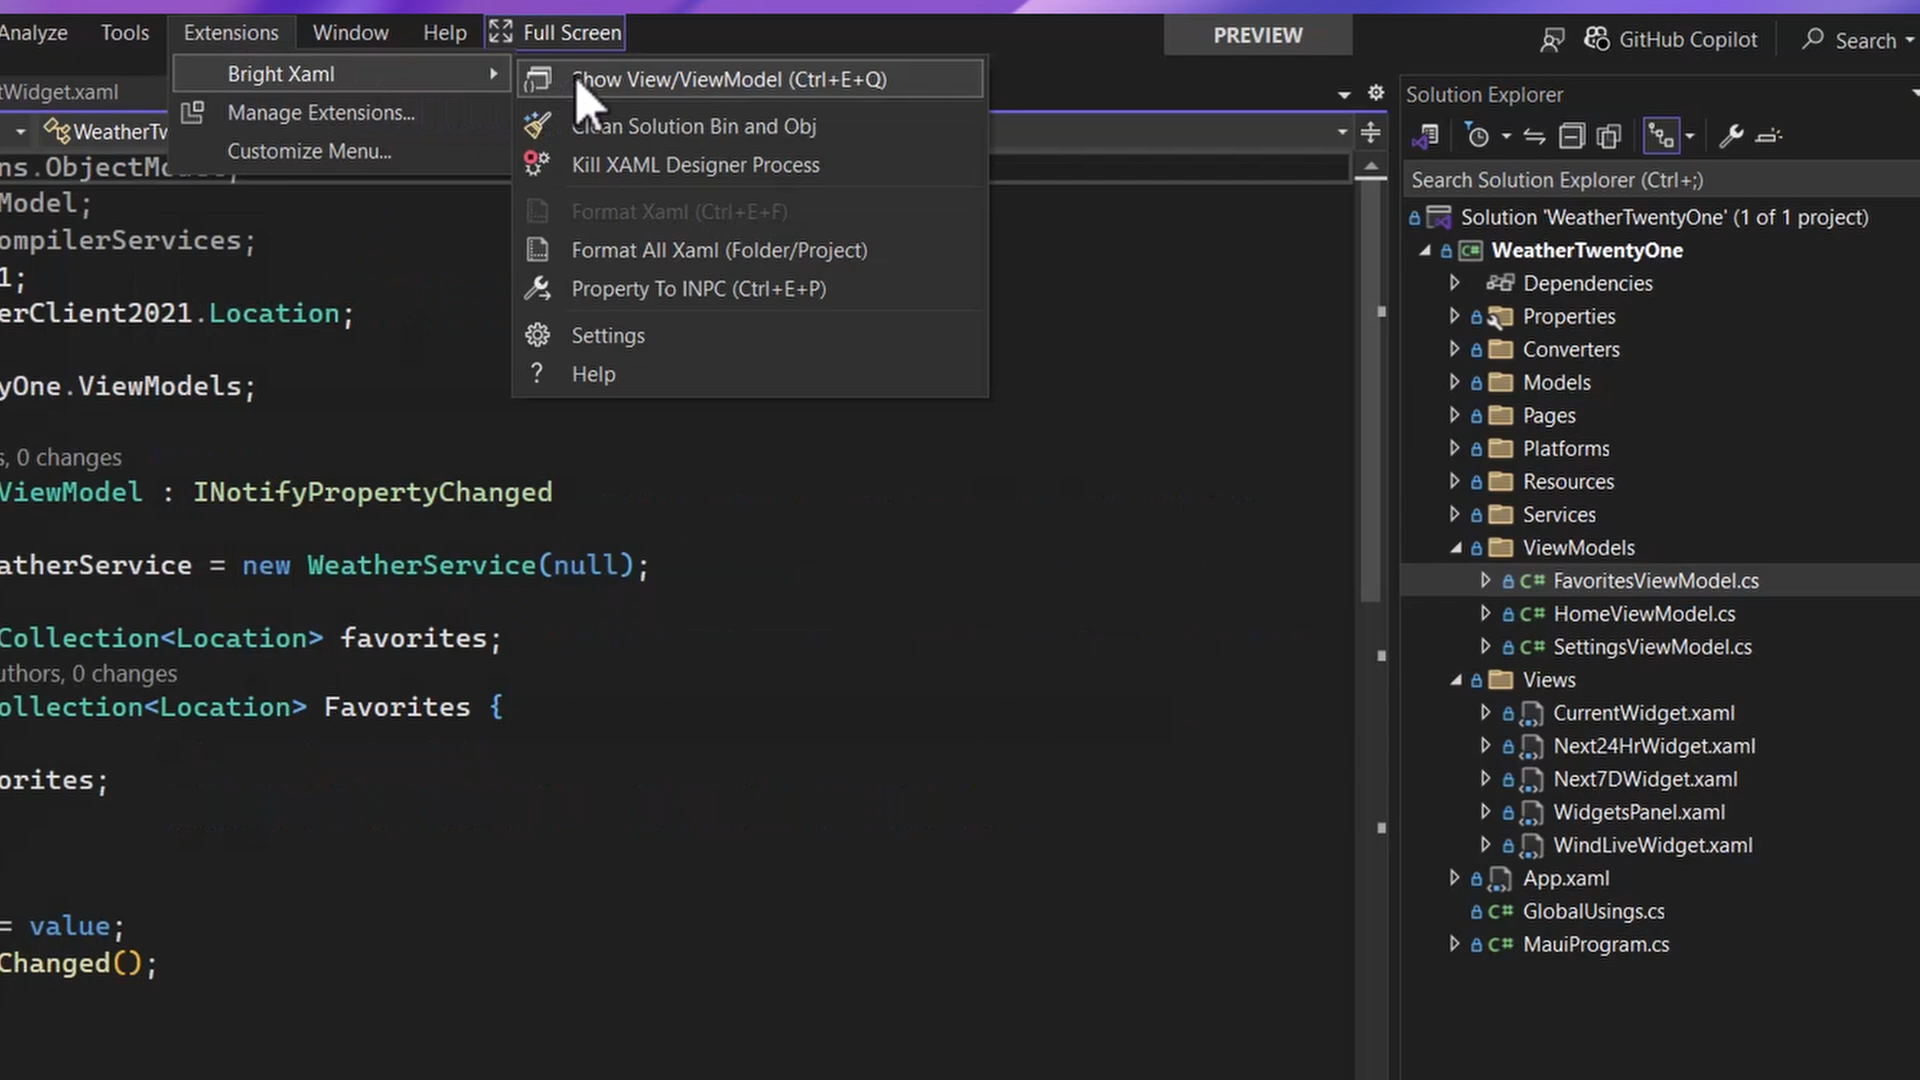 Analyze Tools Extensions Window Help Full Screen PREVIEW GitHub Copilot Search
Bright Xaml
Manage Extensions...
Customize Menu...
Show View/ViewModel (Ctrl+E+Q)
Clean Solution Bin and Obj
Kill XAML Designer Process
Format Xaml (Ctrl+E+F)
Format All Xaml (Folder/Project)
Property To INPC (Ctrl+E+P)
Settings
Help
tWidget.xaml
WeatherTw
ns.ObjectMo
Model;
ompilerServices;
1;
erClient2021.Location;
yOne.ViewModels;
s, 0 changes
ViewModel : INotifyPropertyChanged
atherService = new WeatherService(null);
Collection<Location> favorites;
uthors, 0 changes
ollection<Location> Favorites {
orites;
= value;
Changed();
Solution Explorer
Search Solution Explorer (Ctrl+;)
Solution 'WeatherTwentyOne' (1 of 1 project)
C# WeatherTwentyOne
Dependencies
Properties
Converters
Models
Pages
Platforms
Resources
Services
ViewModels
C# FavoritesViewModel.cs
C# HomeViewModel.cs
C# SettingsViewModel.cs
Views
CurrentWidget.xaml
Next24HrWidget.xaml
Next7DWidget.xaml
WidgetsPanel.xaml
WindLiveWidget.xaml
App.xaml
C# GlobalUsings.cs
C# MauiProgram.cs